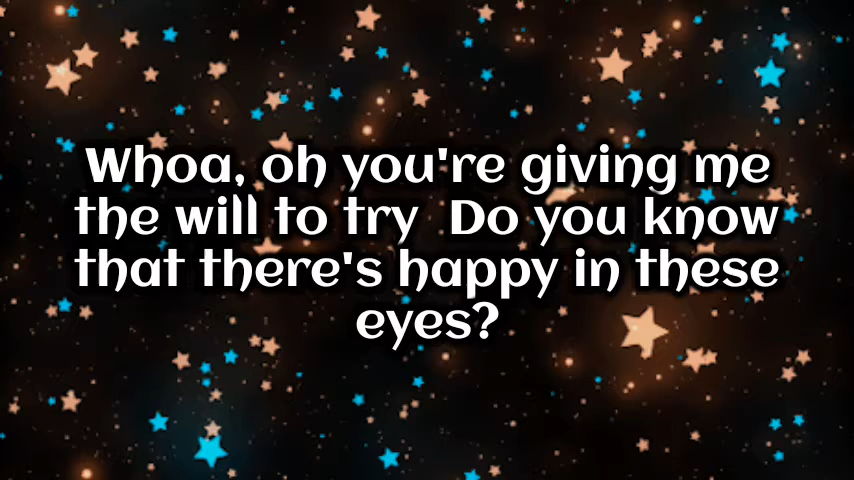 Whoa, oh you're giving me
the will to try  Do you know
that there's happy in these
eyes?